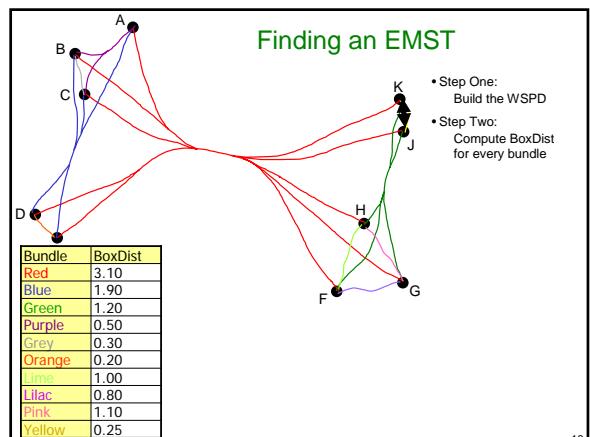 Finding an EMST
• Step One:
Build the WSPD
• Step Two:
Compute BoxDist
for every bundle
A
B
C
D
K
J
H
F
G
Bundle BoxDist
Red 3.10
Blue 1.90
Green 1.20
Purple 0.50
Grey 0.30
Orange 0.20
Lime 1.00
Lilac 0.80
Pink 1.10
Yellow 0.25